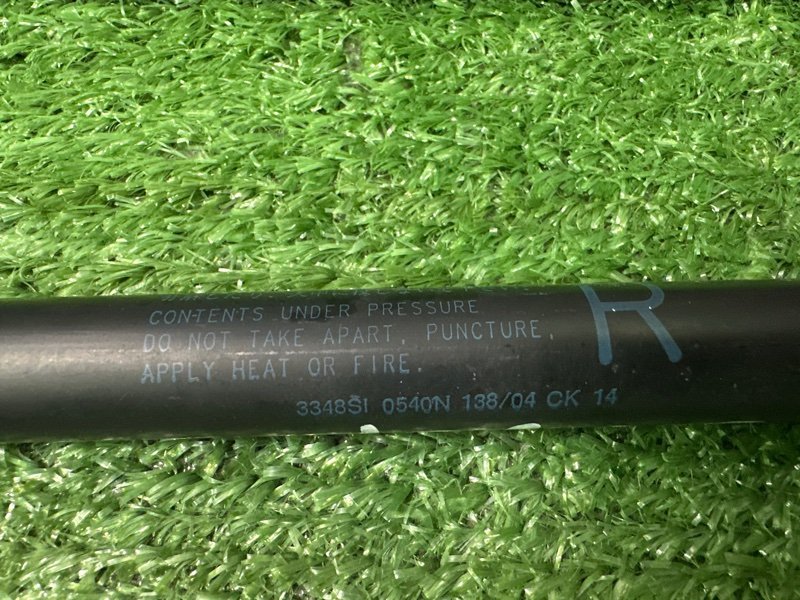 CONTENTS UNDER PRESSURE
DO NOT TAKE APART, PUNCTURE,
APPLY HEAT OR FIRE.
R
3348SI 0540N 138/04 CK 14